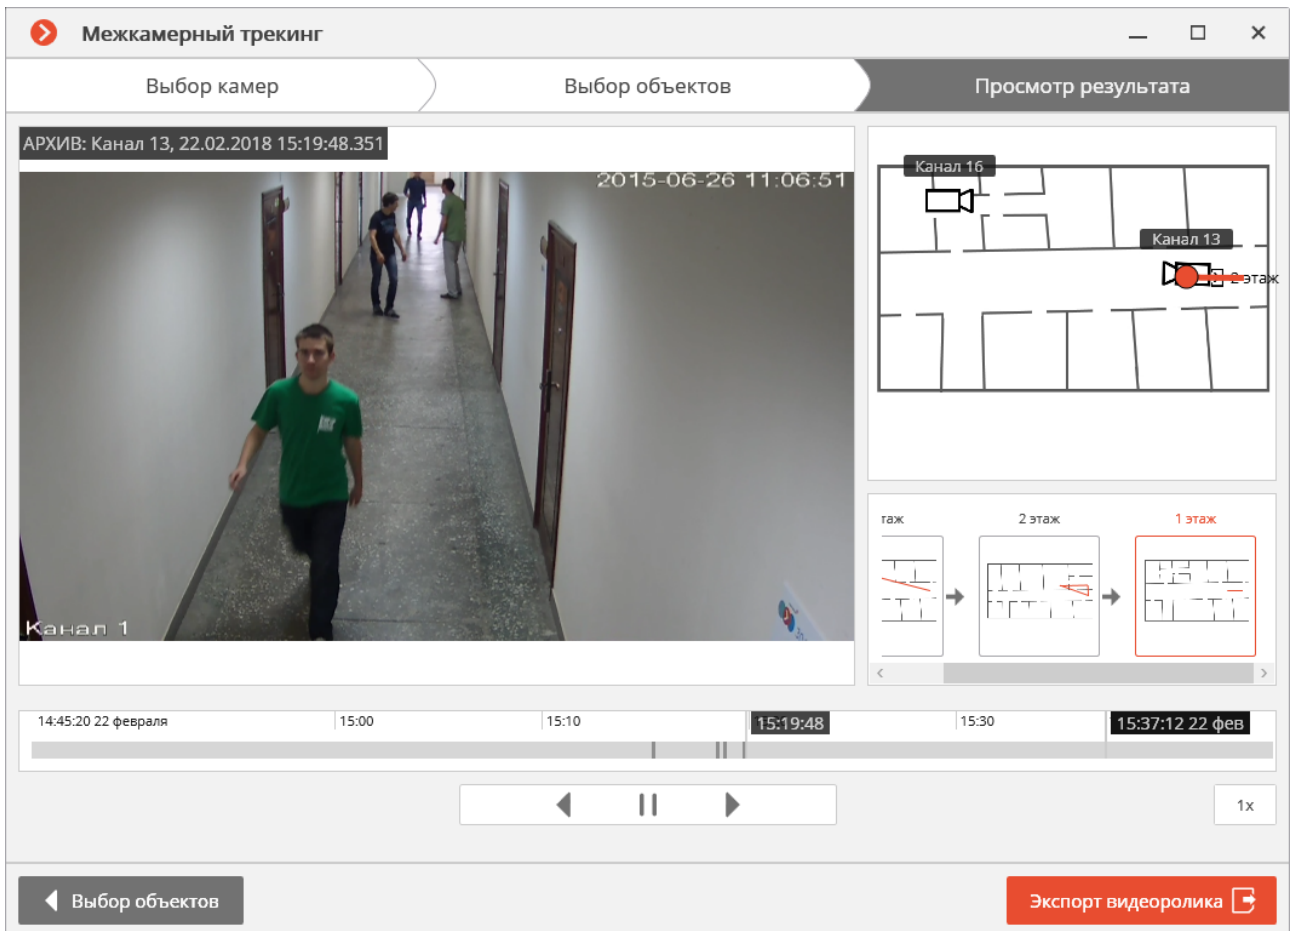 Межкамерный трекинг
Выбор камер
Выбор объектов
Просмотр результата
АРХИВ: Канал 13, 22.02.2018 15:19:48.351
2015-06-26 11:06:51
Канал 1
Канал 16
Канал 13
2 этаж
таж
2 этаж
1 этаж
14:45:20 22 февраля
15:00
15:10
15:19:48
15:30
15:37:12 22 фев
1x
Выбор объектов
Экспорт видеоролика